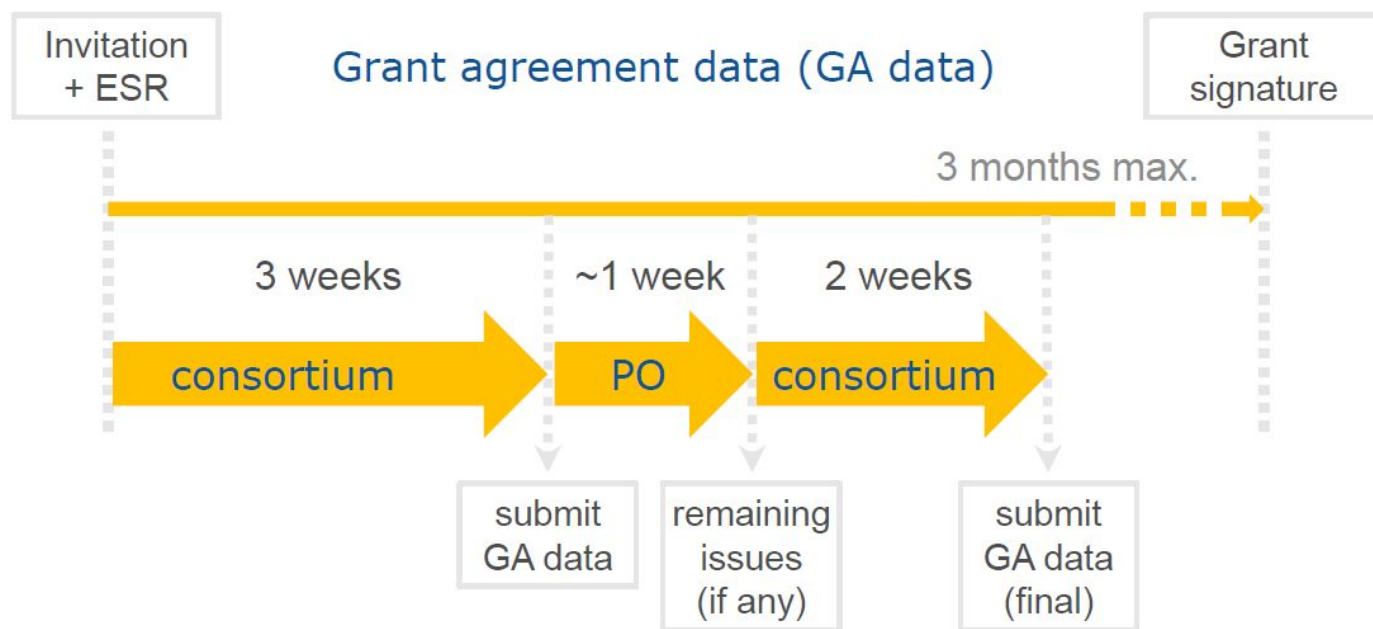 Invitation
+ ESR
Grant agreement data (GA data)
Grant
signature
3 months max.
3 weeks
~1 week
2 weeks
consortium
PO
consortium
submit
GA data
remaining
issues
(if any)
submit
GA data
(final)